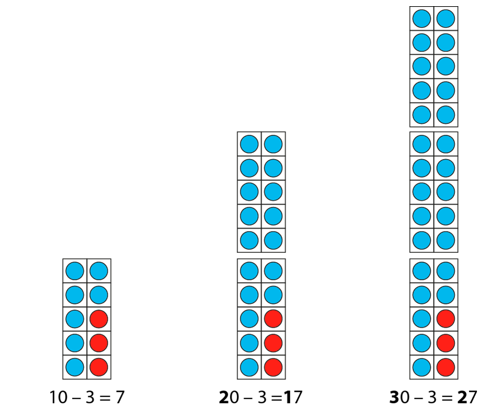 10 – 3 = 7
20 – 3 =17
30 – 3 = 27